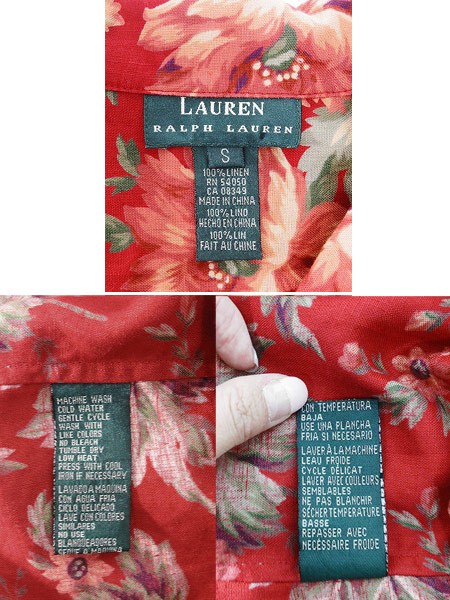 LAUREN
RALPH LAUREN
S
100% LINEN
RN 54050
CA 08349
MADE IN CHINA
100% LINO
HECHO EN CHINA
100% LIN
FAIT AU CHINE
MACHINE WASH
COLD WATER
GENTLE CYCLE
WASH WITH
LIKE COLORS
NO BLEACH
TUMBLE DRY
LOW HEAT
PRESS WITH COOL
IRON IF NECESSARY
LAVADO A MAQUINA
CON AGUA FRIA
CICLO DELICADO
LAVE CON COLORES
SIMILARES
NO USE
BLANQUEADORES
SEQUE A MAQUINA
CON TEMPERATURA
BAJA
USE UNA PLANCHA
FRIA SI NECESARIO
LAVER À LA MACHINE
L'EAU FROIDE
CYCLE DÉLICAT
LAVER AVEC COULEURS
SEMBLABLES
NE PAS BLANCHIR
SÉCHER TEMPERATURE
BASSE
REPASSER AVEC
NÉCESSAIRE FROIDE